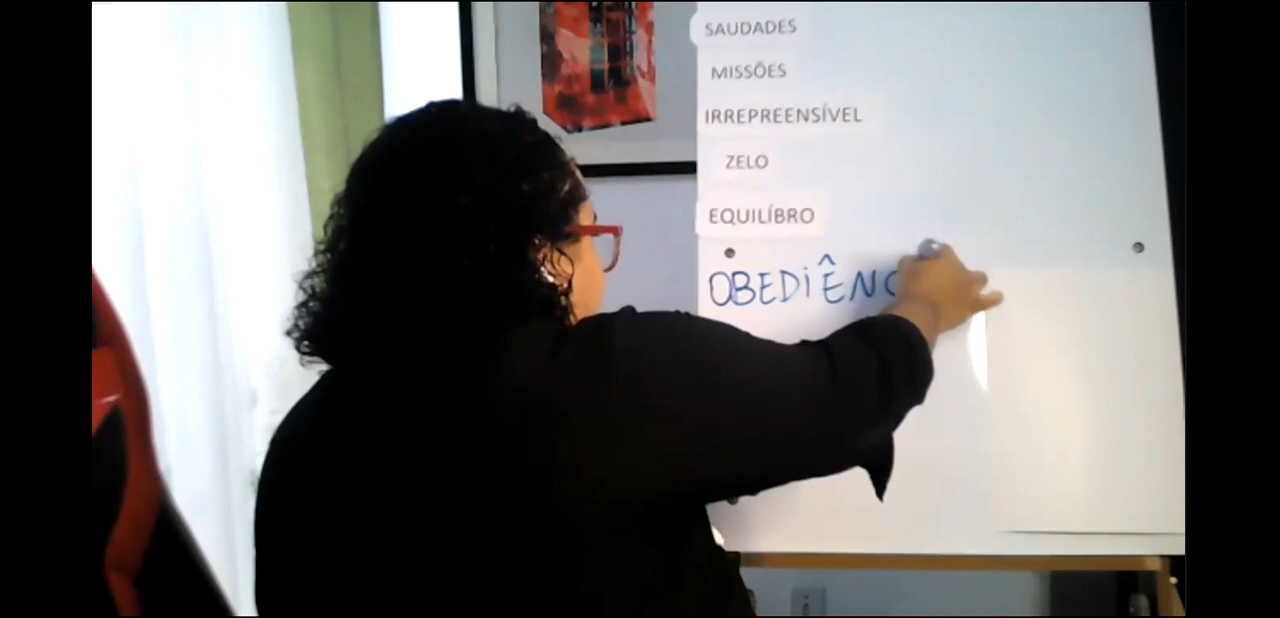 SAUDADES
MISSÕES
IRREPREENSÍVEL
ZELO
EQUILÍBRO
OBEDIÊNC